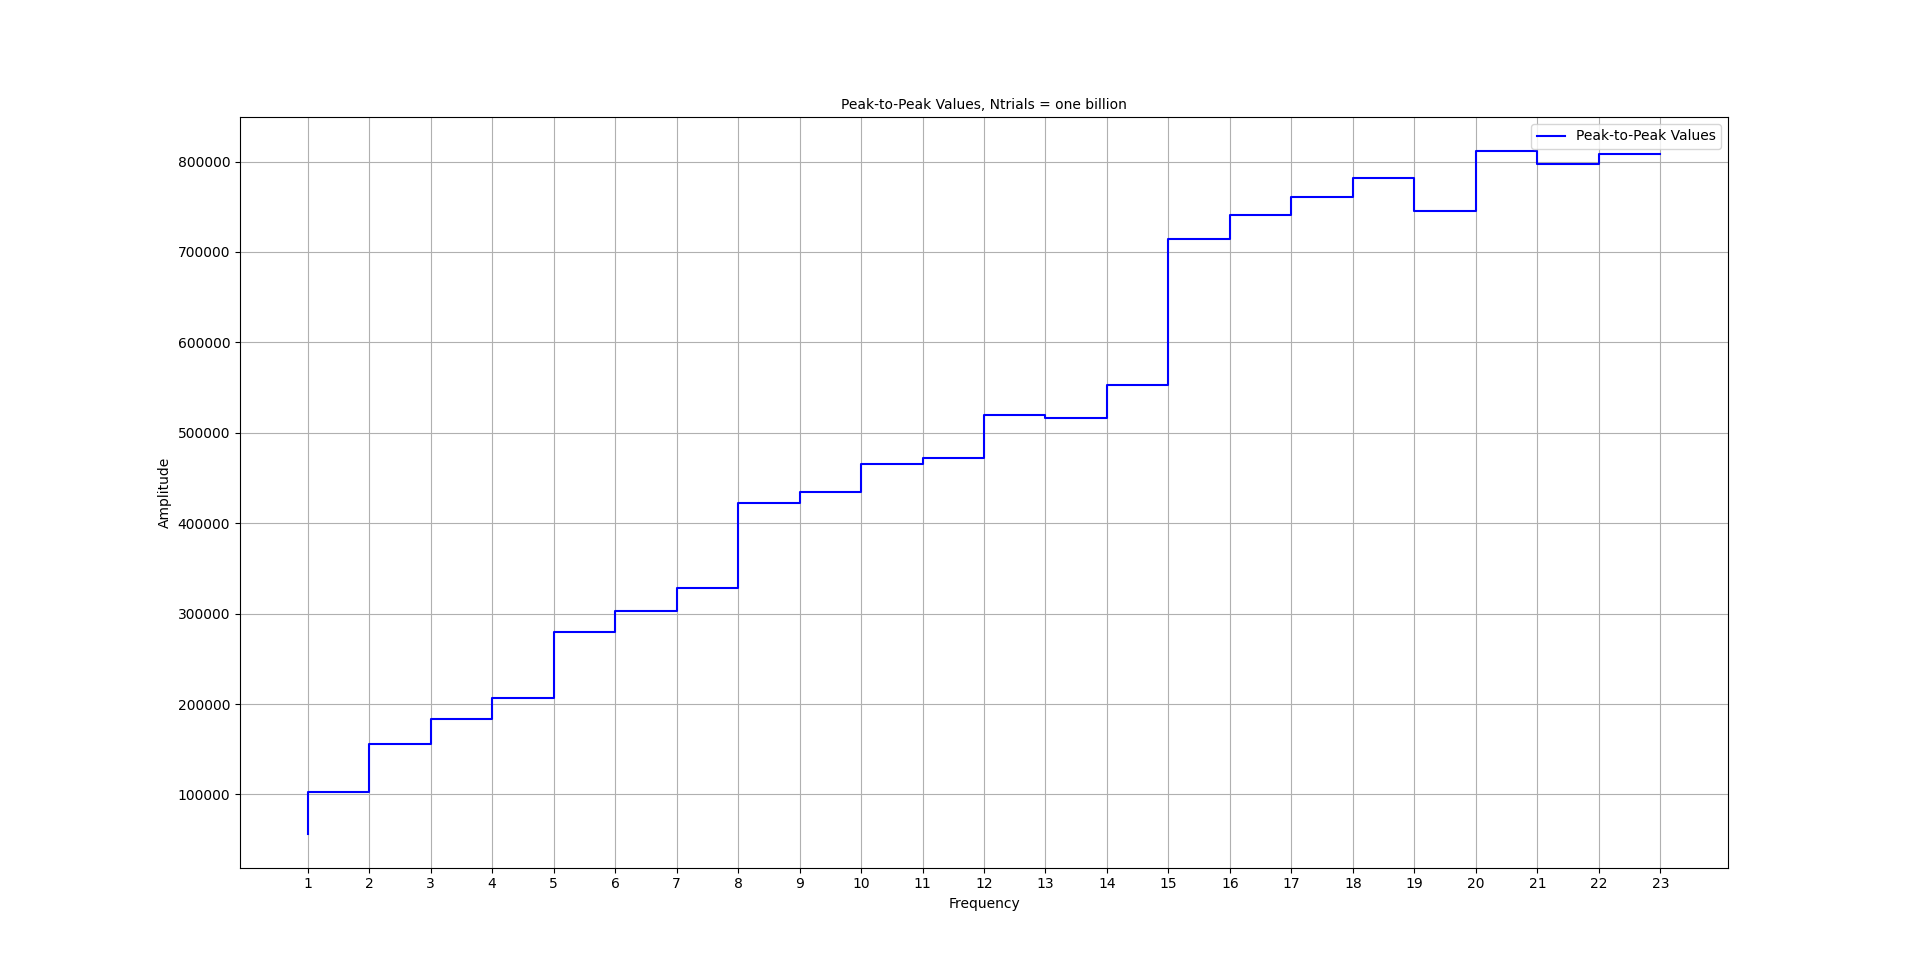 Peak-to-Peak Values, Ntrials = one billion
Peak-to-Peak Values
800000
700000
600000
500000
400000
300000
200000
100000
Amplitude
1 2 3 4 5 6 7 8 9 10 11 12 13 14 15 16 17 18 19 20 21 22 23
Frequency